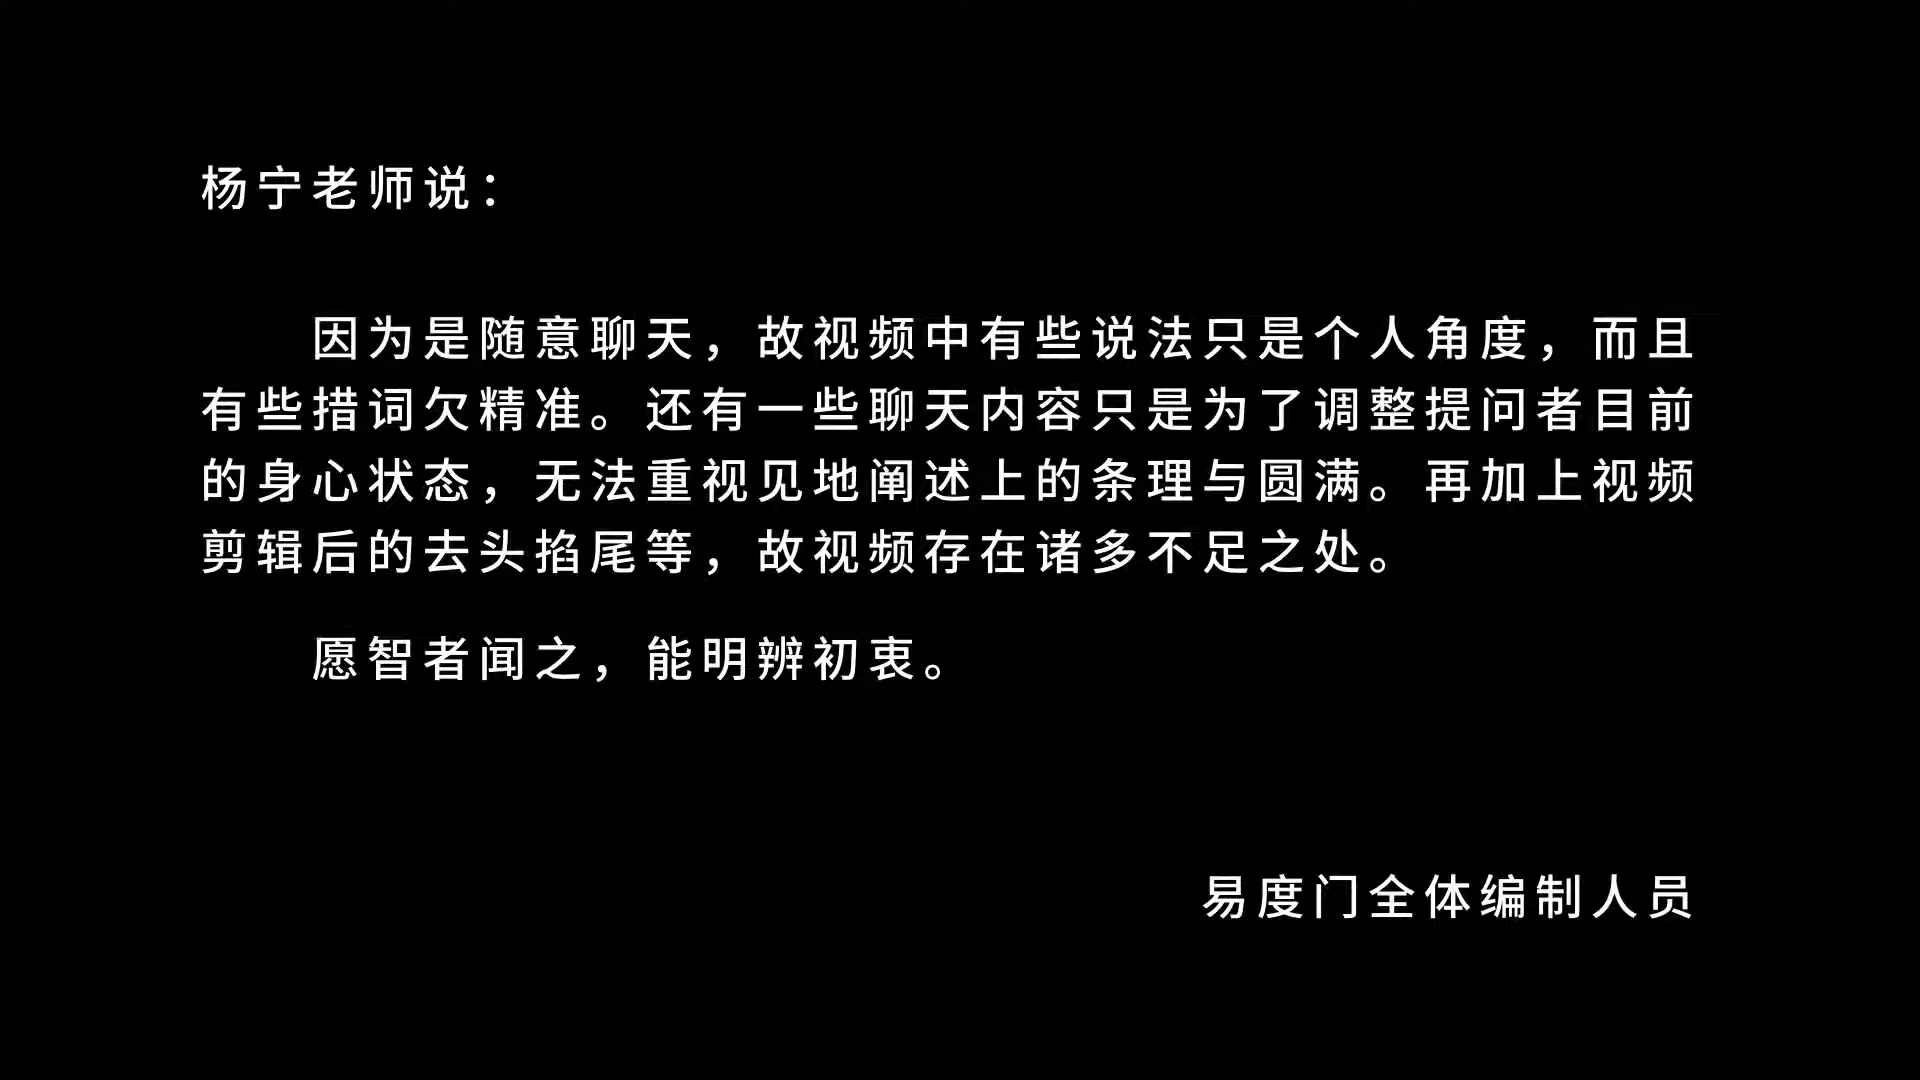 杨宁老师说：
因为是随意聊天，故视频中有些说法只是个人角度，而且
有些措词欠精准。还有一些聊天内容只是为了调整提问者目前
的身心状态，无法重视见地阐述上的条理与圆满。再加上视频
剪辑后的去头掐尾等，故视频存在诸多不足之处。
愿智者闻之，能明辨初衷。
易度门全体编制人员